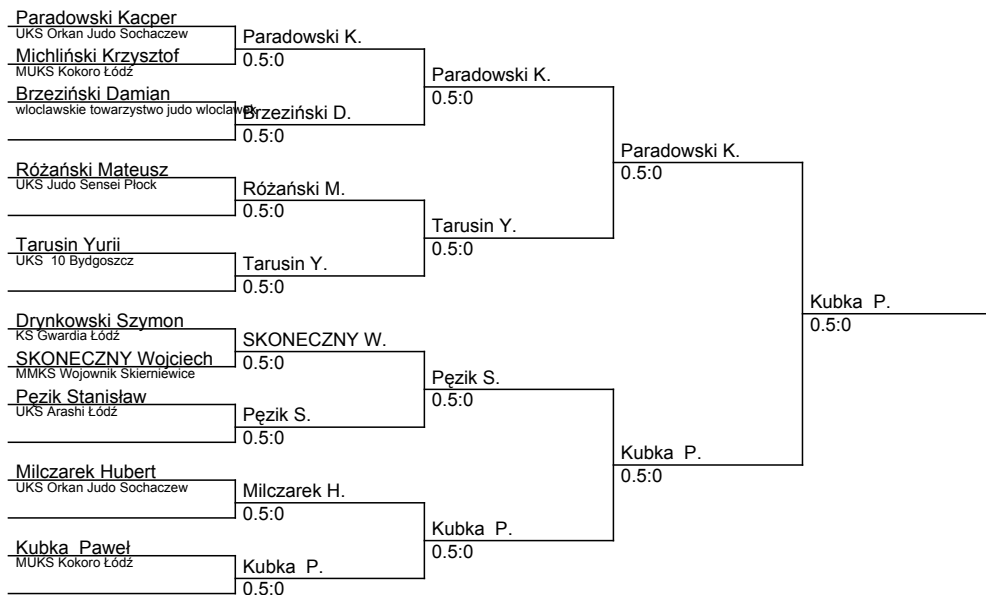 Paradowski Kacper
UKS Orkan Judo Sochaczew
Michliński Krzysztof
MUKS Kokoro Łódź
Brzeziński Damian
wloclawskie towarzystwo judo wloclawek
Różański Mateusz
UKS Judo Sensei Płock
Tarusin Yurii
UKS  10 Bydgoszcz
Drynkowski Szymon
KS Gwardia Łódź
SKONECZNY Wojciech
MMKS Wojownik Skierniewice
Pęzik Stanisław
UKS Arashi Łódź
Milczarek Hubert
UKS Orkan Judo Sochaczew
Kubka  Paweł
MUKS Kokoro Łódź
Paradowski K.
0.5:0
Brzeziński D.
0.5:0
Różański M.
0.5:0
Tarusin Y.
0.5:0
SKONECZNY W.
0.5:0
Pęzik S.
0.5:0
Milczarek H.
0.5:0
Kubka  P.
0.5:0
Paradowski K.
0.5:0
Tarusin Y.
0.5:0
Pęzik S.
0.5:0
Kubka  P.
0.5:0
Paradowski K.
0.5:0
Kubka  P.
0.5:0
Kubka  P.
0.5:0